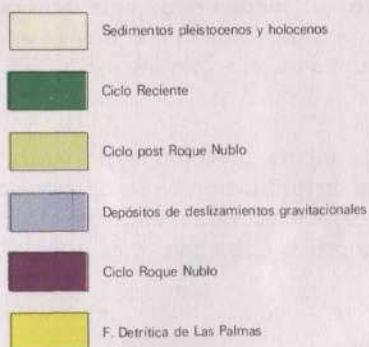 Sedimentos pleistocenos y holocenos
Ciclo Reciente
Ciclo post Roque Nublo
Depósitos de deslizamientos gravitacionales
Ciclo Roque Nublo
F. Detrítica de Las Palmas